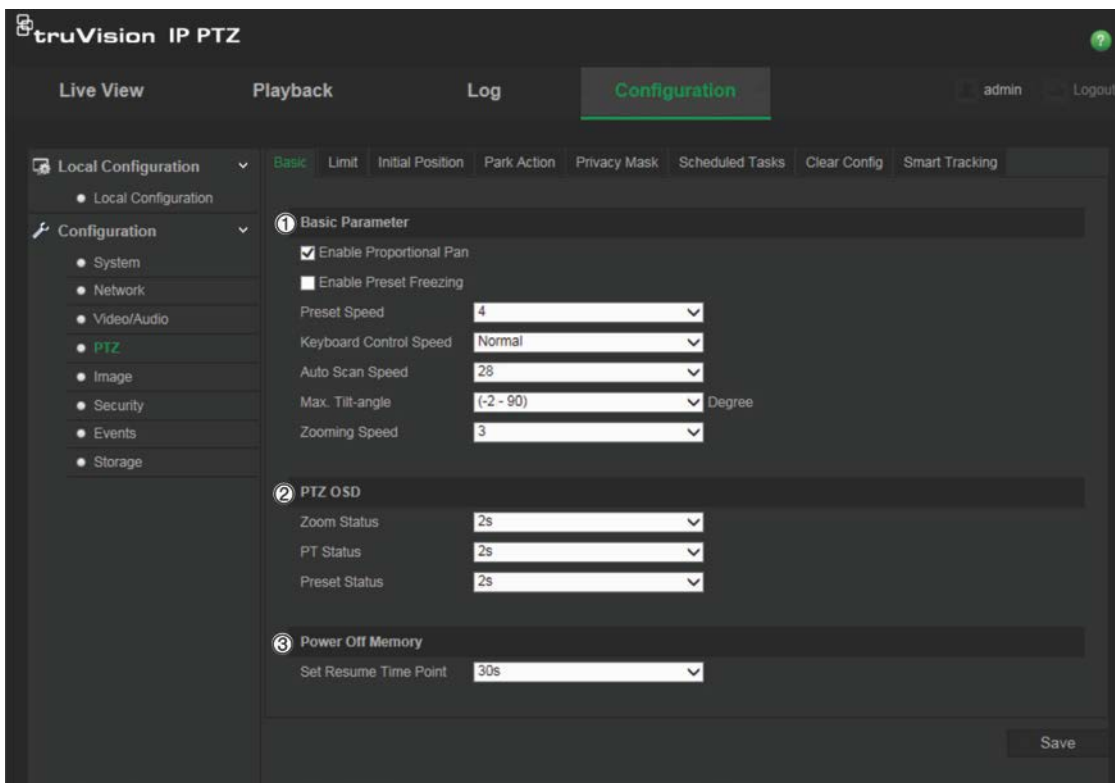 truVision IP PTZ
?
Live View Playback Log Configuration admin Logout
Local Configuration
Local Configuration
Configuration
System
Network
Video/Audio
PTZ
Image
Security
Events
Storage
Basic Limit Initial Position Park Action Privacy Mask Scheduled Tasks Clear Config Smart Tracking
① Basic Parameter
Enable Proportional Pan
Enable Preset Freezing
Preset Speed 4
Keyboard Control Speed Normal
Auto Scan Speed 28
Max. Tilt-angle (-2 - 90) Degree
Zooming Speed 3
② PTZ OSD
Zoom Status 2s
PT Status 2s
Preset Status 2s
③ Power Off Memory
Set Resume Time Point 30s
Save